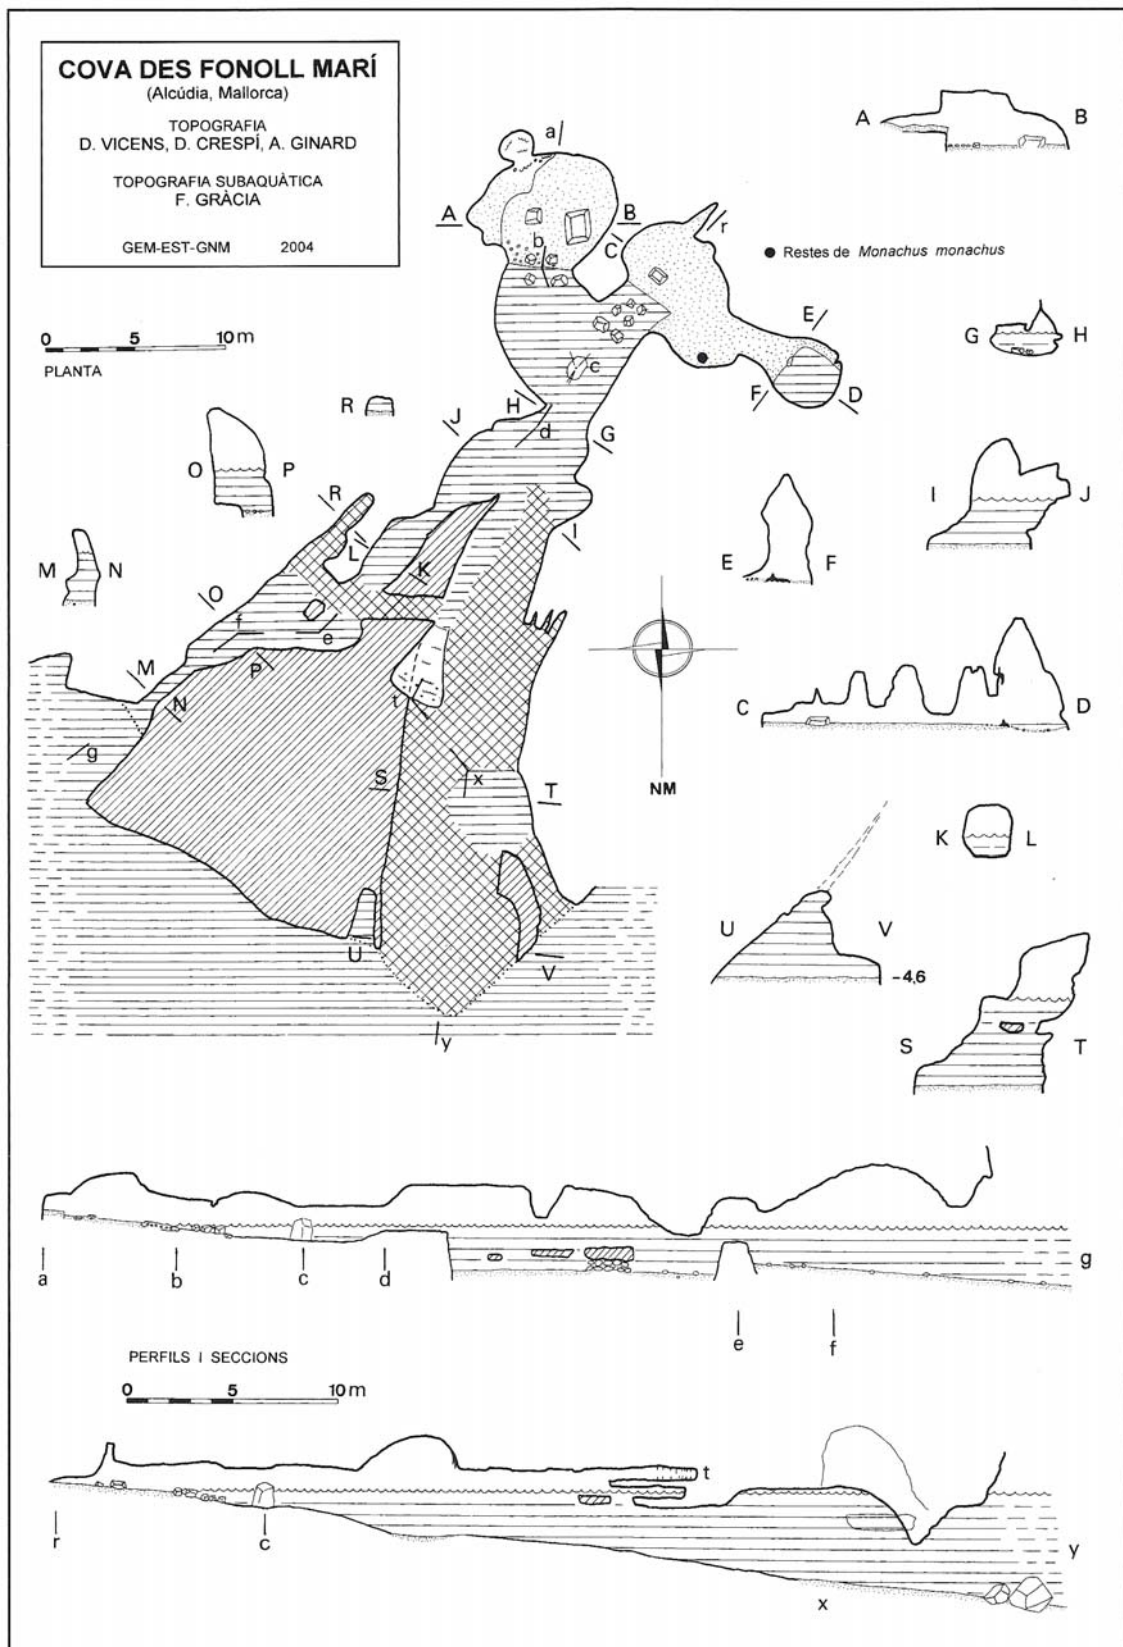 COVA DES FONOLL MARÍ
(Alcúdia, Mallorca)
TOPOGRAFIA
D. VICENS, D. CRESPÍ, A. GINARD
TOPOGRAFIA SUBAQUÀTICA
F. GRÀCIA
GEM-EST-GNM 2004
A B
a
A B
C
r
b
● Restes de Monachus monachus
0 5 10 m
PLANTA
E
G H
c
F D
R
H
J
d G
O P
R
I J
L I
K
E F
M N
O
f e
M P
N t
C D
g
S x T
NM
K L
U V
-4,6
U V
S T
y
g
a b c d
e f
PERFILS I SECCIONS
0 5 10 m
t
r c y
x